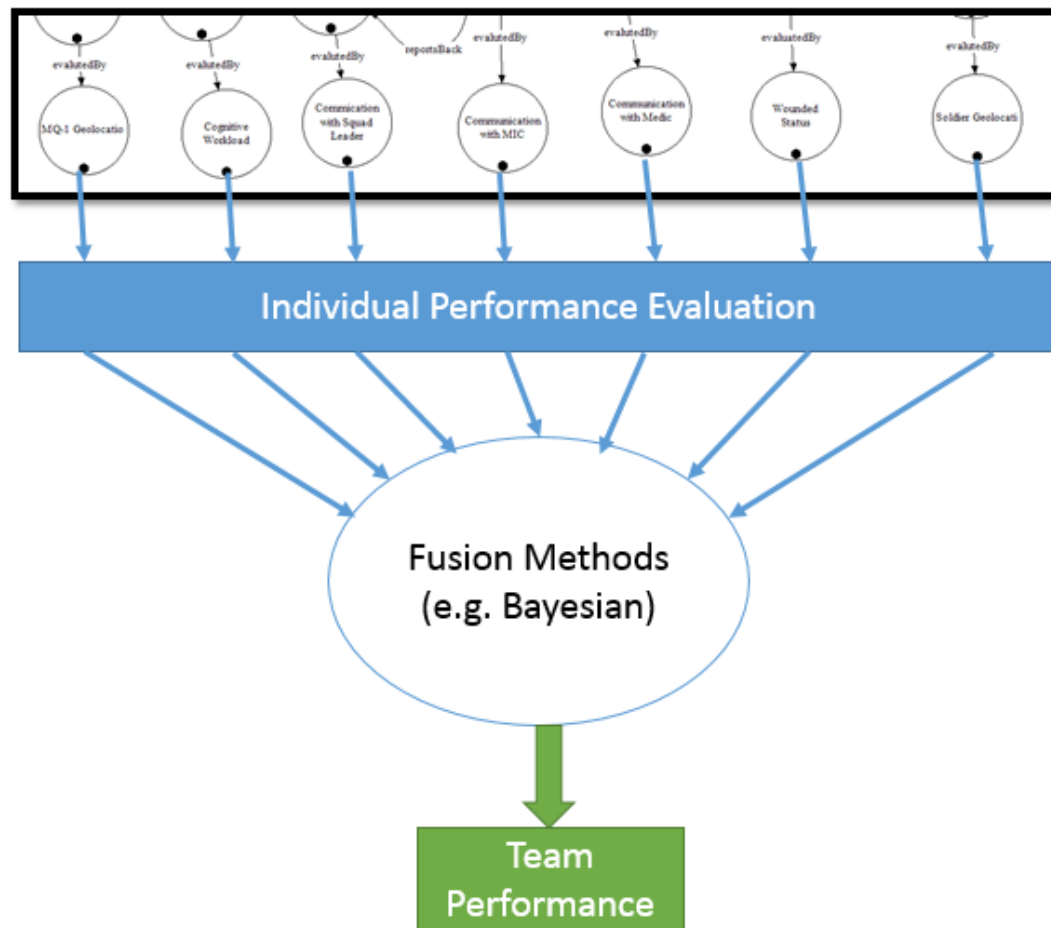 evalutedBy
evalutedBy
evalutedBy
reportsBack
evalutedBy
evalutedBy
evaluatedBy
evalutedBy
MQ-1 Geolocatio
Cognitive
Workload
Commication
with Squad
Leader
Communication
with MIC
Communication
with Medic
Wounded
Status
Soldier Geolocati
Individual Performance Evaluation
Fusion Methods
(e.g. Bayesian)
Team
Performance